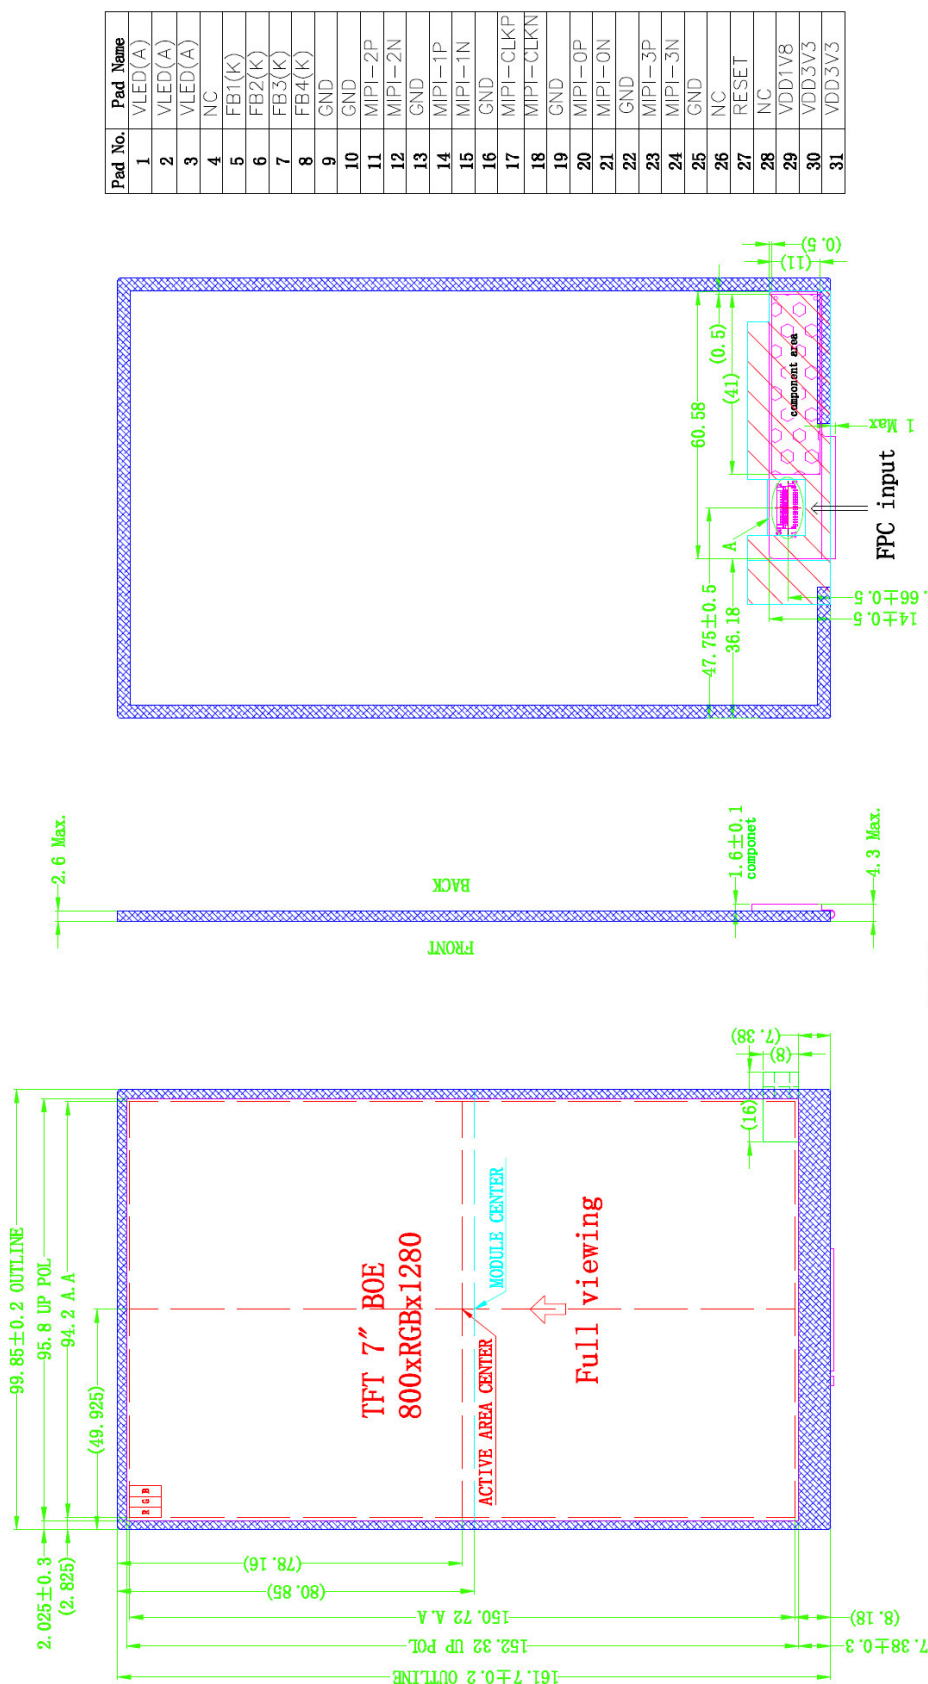 Pad No. Pad Name
1 VLED(A)
2 VLED(A)
3 VLED(A)
4 NC
5 FB1(K)
6 FB2(K)
7 FB3(K)
8 FB4(K)
9 GND
10 GND
11 MIPI-2P
12 MIPI-2N
13 GND
14 MIPI-1P
15 MIPI-1N
16 GND
17 MIPI-CLKP
18 MIPI-CLKN
19 GND
20 MIPI-0P
21 MIPI-0N
22 GND
23 MIPI-3P
24 MIPI-3N
25 GND
26 NC
27 RESET
28 NC
29 VDD1V8
30 VDD3V3
31 VDD3V3
(0.5)
(11)
(0.5)
(41)
60.58
component area
1 Max
FPC input
A
47.75±0.5
36.18
.66±0.5
14±0.5
2.6 Max.
BACK
FRONT
1.6±0.1
componet
4.3 Max.
99.85±0.2 OUTLINE
95.8 UP POL
94.2 A.A
(49.925)
2.025±0.3
(2.825)
R G B
TFT 7" BOE
800xRGBx1280
ACTIVE AREA CENTER
MODULE CENTER
Full viewing
(7.38)
(8)
(16)
(78.16)
(80.85)
150.72 A.A
152.32 UP POL
161.7±0.2 OUTLINE
(8.18)
7.38±0.3